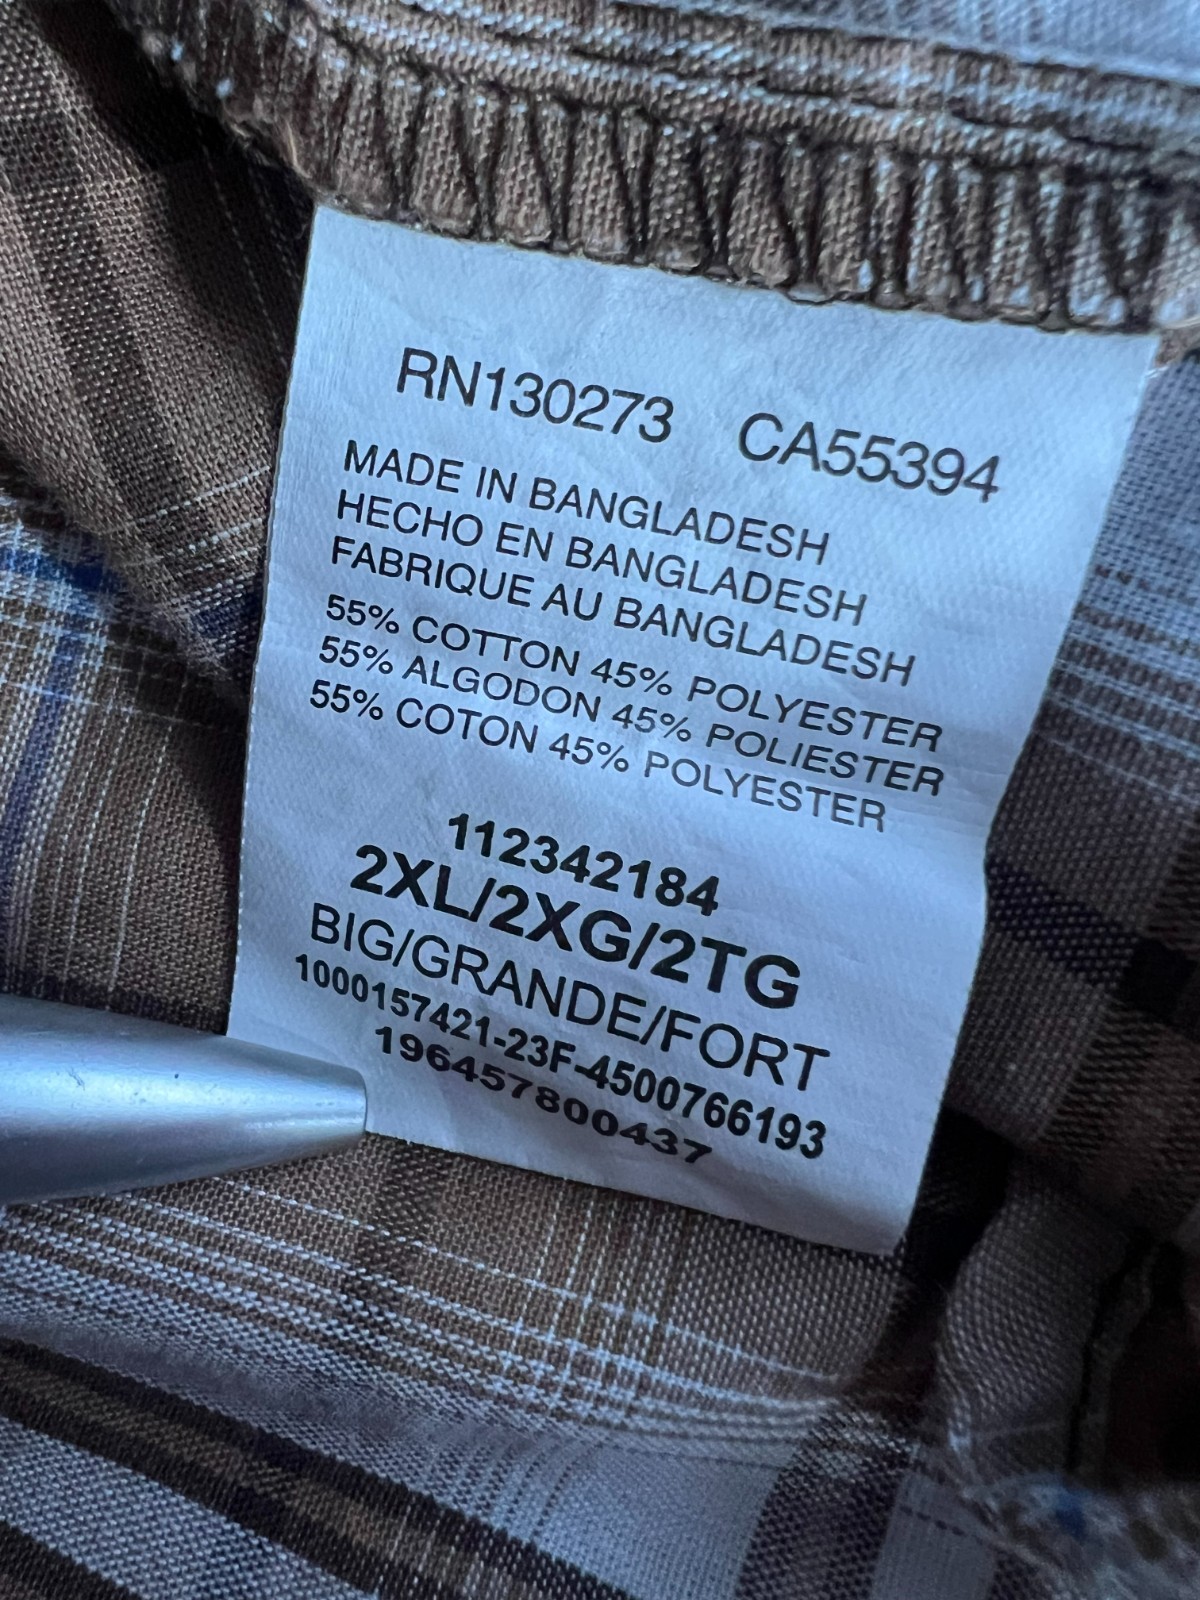 RN130273 CA55394
MADE IN BANGLADESH
HECHO EN BANGLADESH
FABRIQUE AU BANGLADESH
55% COTTON 45% POLYESTER
55% ALGODON 45% POLIESTER
55% COTON 45% POLYESTER
112342184
2XL/2XG/2TG
BIG/GRANDE/FORT
1000157421-23F-4500766193
196457800437